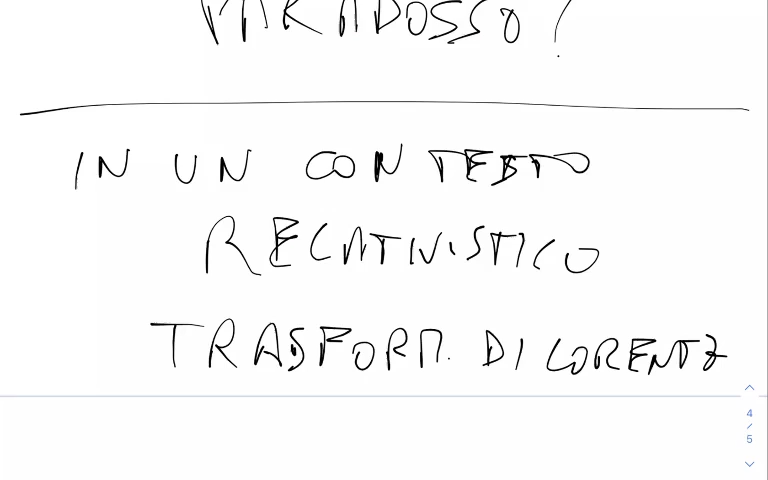 PARADOSSO?
IN UN CONTESTO
RELATIVISTICO
TRASFORM. DI LORENTZ
4
/
5